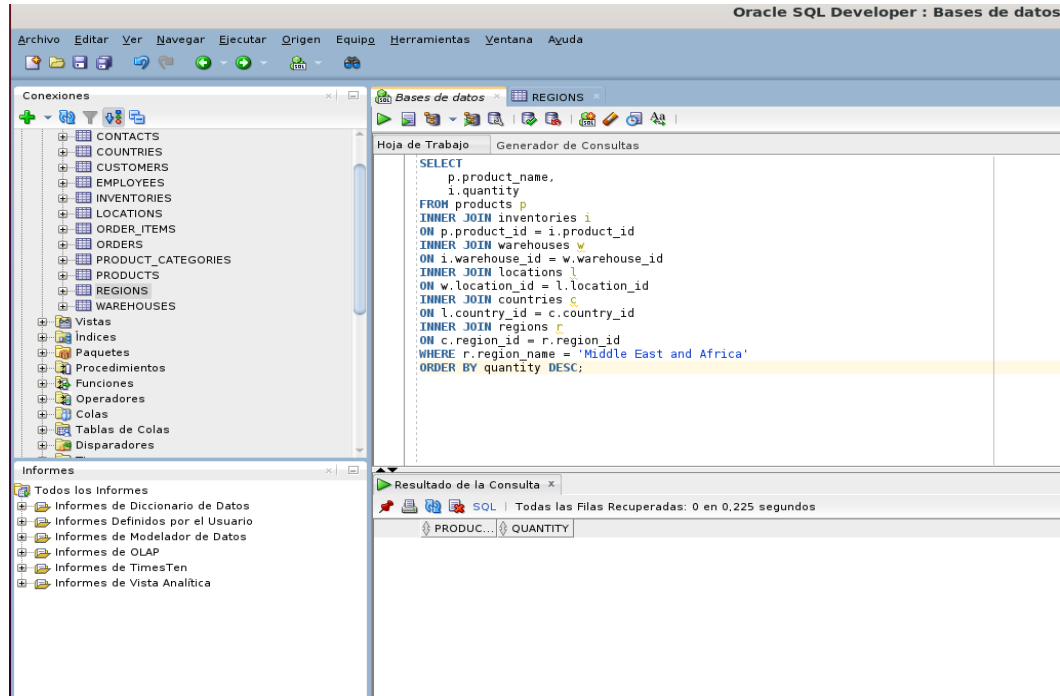 Oracle SQL Developer : Bases de datos
Archivo Editar Ver Navegar Ejecutar Origen Equipo Herramientas Ventana Ayuda
Conexiones
CONTACTS
COUNTRIES
CUSTOMERS
EMPLOYEES
INVENTORIES
LOCATIONS
ORDER_ITEMS
ORDERS
PRODUCT_CATEGORIES
PRODUCTS
REGIONS
WAREHOUSES
Vistas
Índices
Paquetes
Procedimientos
Funciones
Operadores
Colas
Tablas de Colas
Disparadores
Informes
Todos los Informes
Informes de Diccionario de Datos
Informes Definidos por el Usuario
Informes de Modelador de Datos
Informes de OLAP
Informes de TimesTen
Informes de Vista Analítica
Bases de datos
REGIONS
Hoja de Trabajo Generador de Consultas
SELECT
p.product_name,
i.quantity
FROM products p
INNER JOIN inventories i
ON p.product_id = i.product_id
INNER JOIN warehouses w
ON i.warehouse_id = w.warehouse_id
INNER JOIN locations l
ON w.location_id = l.location_id
INNER JOIN countries c
ON l.country_id = c.country_id
INNER JOIN regions r
ON c.region_id = r.region_id
WHERE r.region_name = 'Middle East and Africa'
ORDER BY quantity DESC;
Resultado de la Consulta
SQL | Todas las Filas Recuperadas: 0 en 0,225 segundos
PRODUC... QUANTITY